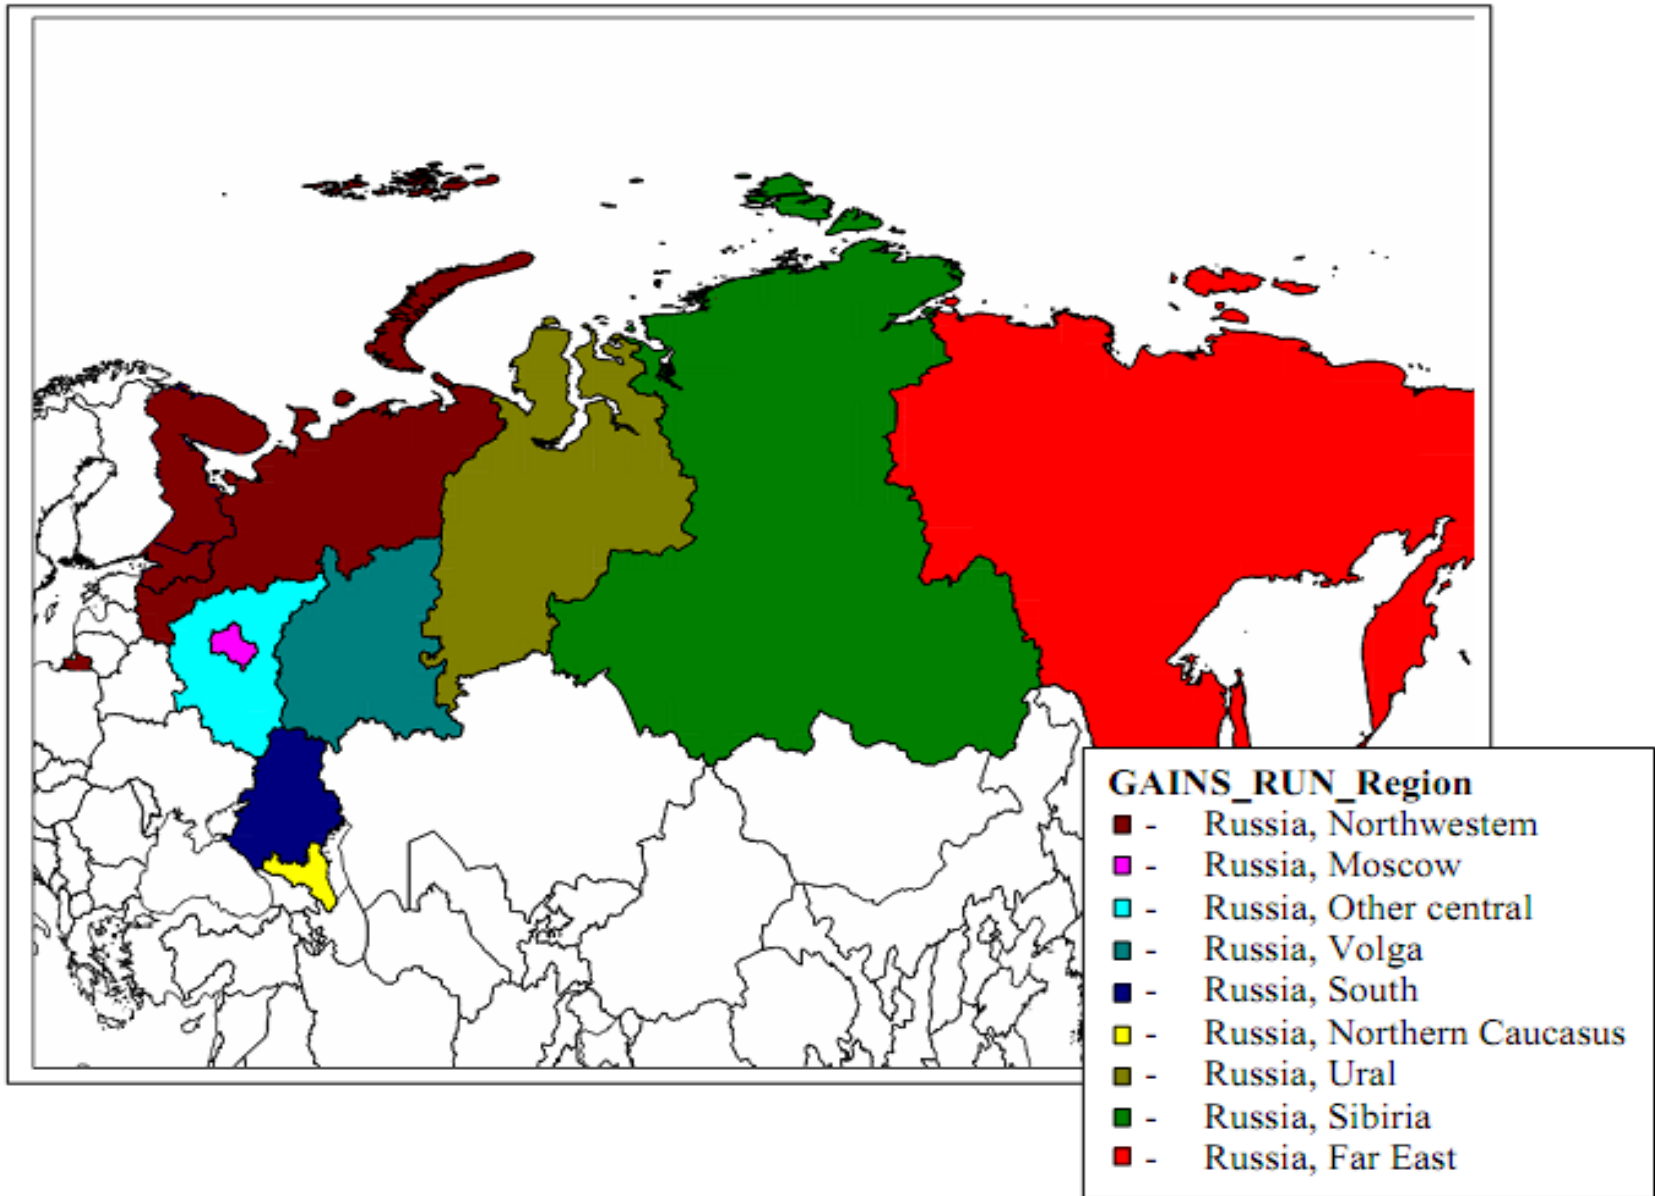 GAINS_RUN_Region
- Russia, Northwestern
- Russia, Moscow
- Russia, Other central
- Russia, Volga
- Russia, South
- Russia, Northern Caucasus
- Russia, Ural
- Russia, Sibiria
- Russia, Far East